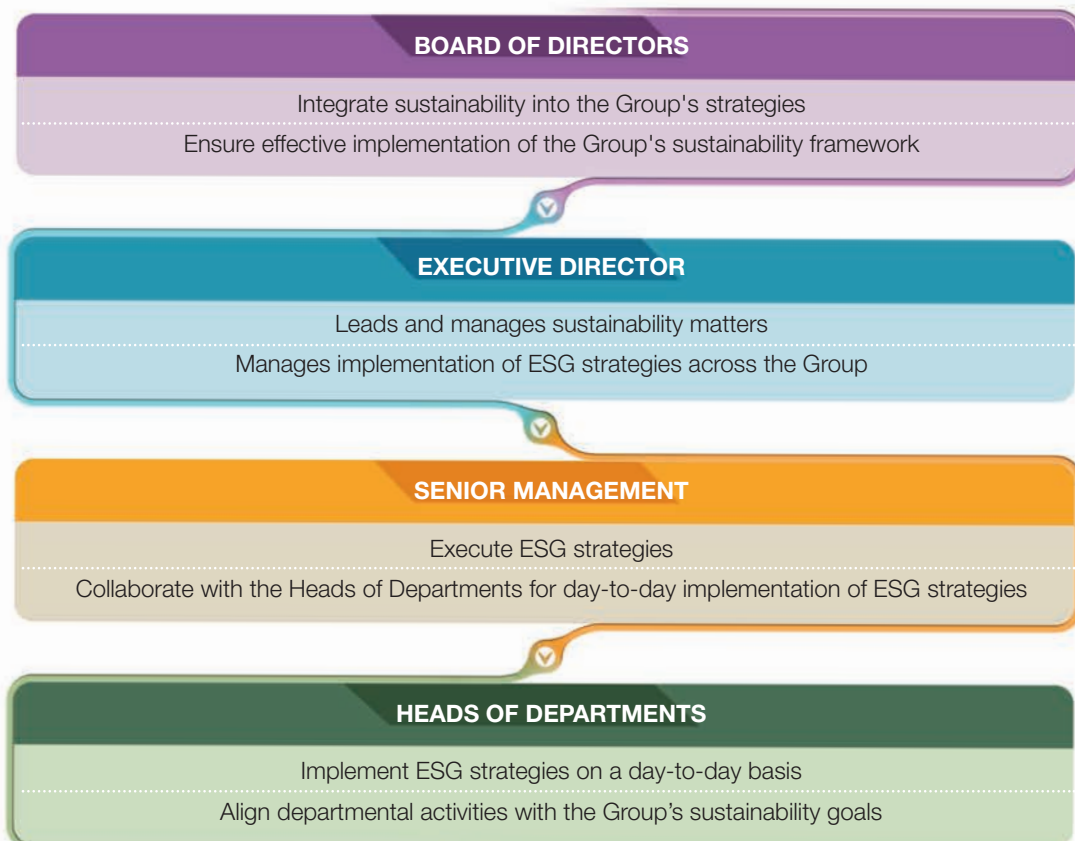 BOARD OF DIRECTORS
Integrate sustainability into the Group's strategies
Ensure effective implementation of the Group's sustainability framework
EXECUTIVE DIRECTOR
Leads and manages sustainability matters
Manages implementation of ESG strategies across the Group
SENIOR MANAGEMENT
Execute ESG strategies
Collaborate with the Heads of Departments for day-to-day implementation of ESG strategies
HEADS OF DEPARTMENTS
Implement ESG strategies on a day-to-day basis
Align departmental activities with the Group’s sustainability goals